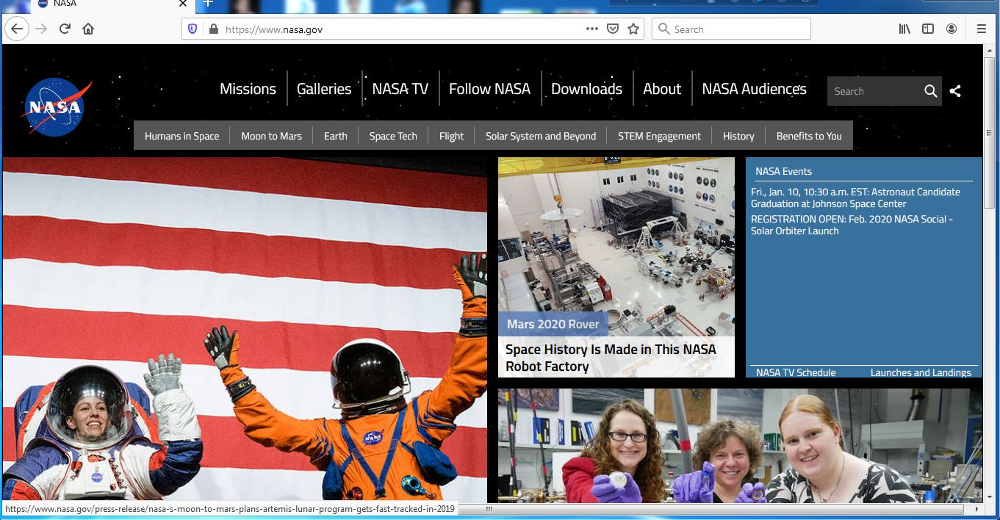 NASA
https://www.nasa.gov
Search
NASA
Missions
Galleries
NASA TV
Follow NASA
Downloads
About
NASA Audiences
Search
Humans in Space
Moon to Mars
Earth
Space Tech
Flight
Solar System and Beyond
STEM Engagement
History
Benefits to You
Mars 2020 Rover
Space History Is Made in This NASA
Robot Factory
NASA Events
Fri., Jan. 10, 10:30 a.m. EST: Astronaut Candidate
Graduation at Johnson Space Center
REGISTRATION OPEN: Feb. 2020 NASA Social -
Solar Orbiter Launch
NASA TV Schedule
Launches and Landings
NASA
NASA
https://www.nasa.gov/press-release/nasa-s-moon-to-mars-plans-artemis-lunar-program-gets-fast-tracked-in-2019